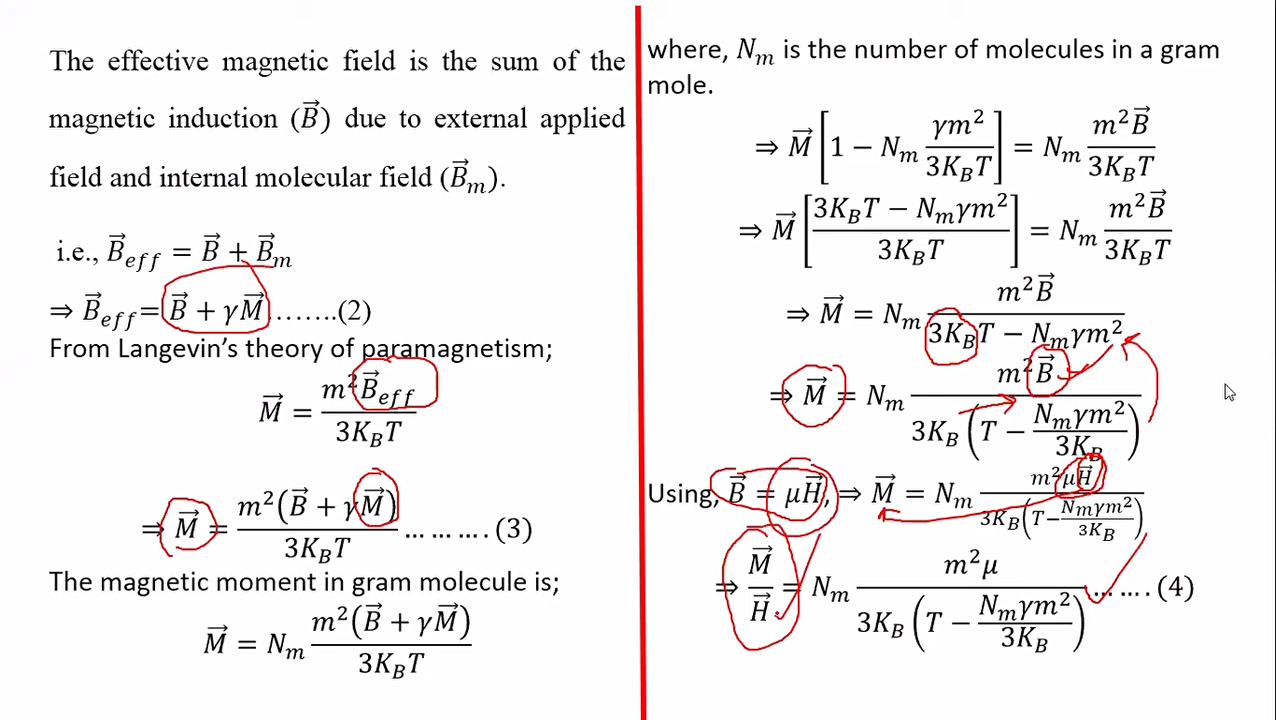 The effective magnetic field is the sum of the
magnetic induction (B⃗) due to external applied
field and internal molecular field (B⃗ₘ).
i.e., B⃗_eff = B⃗ + B⃗_m
⇒ B⃗_eff= B⃗ + γM⃗ …….(2)
From Langevin's theory of paramagnetism;
M⃗ = m²B⃗_eff / 3K_BT
⇒ M⃗ = m²(B⃗ + γM⃗) / 3K_BT … … … . (3)
The magnetic moment in gram molecule is;
M⃗ = N_m m²(B⃗ + γM⃗) / 3K_BT
where, N_m is the number of molecules in a gram
mole.
⇒ M⃗ [1 − N_m γm² / 3K_BT] = N_m m²B⃗ / 3K_BT
⇒ M⃗ [(3K_BT − N_mγm²) / 3K_BT] = N_m m²B⃗ / 3K_BT
⇒ M⃗ = N_m m²B⃗ / (3K_BT − N_mγm²)
⇒ M⃗ = N_m m²B⃗ / 3K_B (T − N_mγm² / 3K_B)
Using, B⃗ = μH⃗, ⇒ M⃗ = N_m m²μH⃗ / 3K_B(T − N_mγm² / 3K_B)
⇒ M⃗ / H⃗ = N_m m²μ / 3K_B (T − N_mγm² / 3K_B) … … . (4)